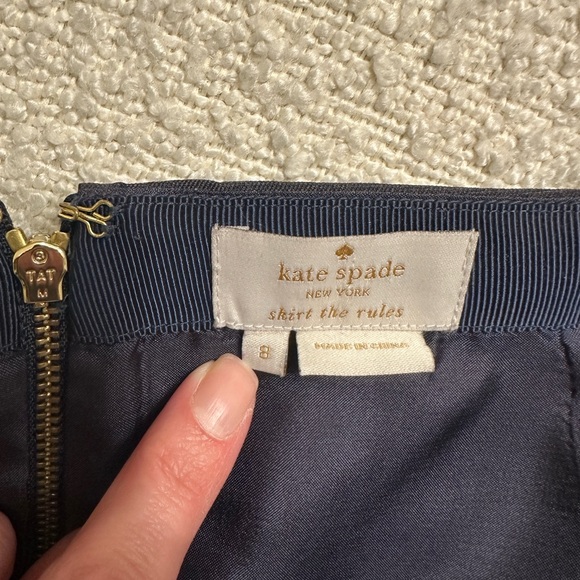 kate spade
NEW YORK
skirt the rules
8
MADE IN CHINA
T&T
M